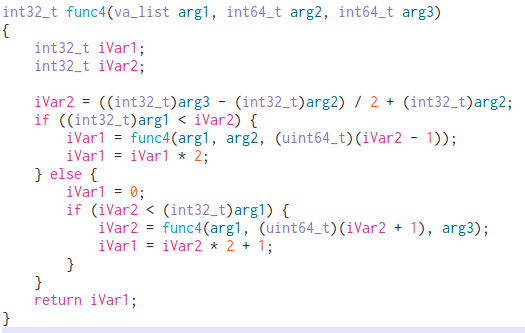 int32_t func4(va_list arg1, int64_t arg2, int64_t arg3)
{
    int32_t iVar1;
    int32_t iVar2;

    iVar2 = ((int32_t)arg3 - (int32_t)arg2) / 2 + (int32_t)arg2;
    if ((int32_t)arg1 < iVar2) {
        iVar1 = func4(arg1, arg2, (uint64_t)(iVar2 - 1));
        iVar1 = iVar1 * 2;
    } else {
        iVar1 = 0;
        if (iVar2 < (int32_t)arg1) {
            iVar2 = func4(arg1, (uint64_t)(iVar2 + 1), arg3);
            iVar1 = iVar2 * 2 + 1;
        }
    }
    return iVar1;
}